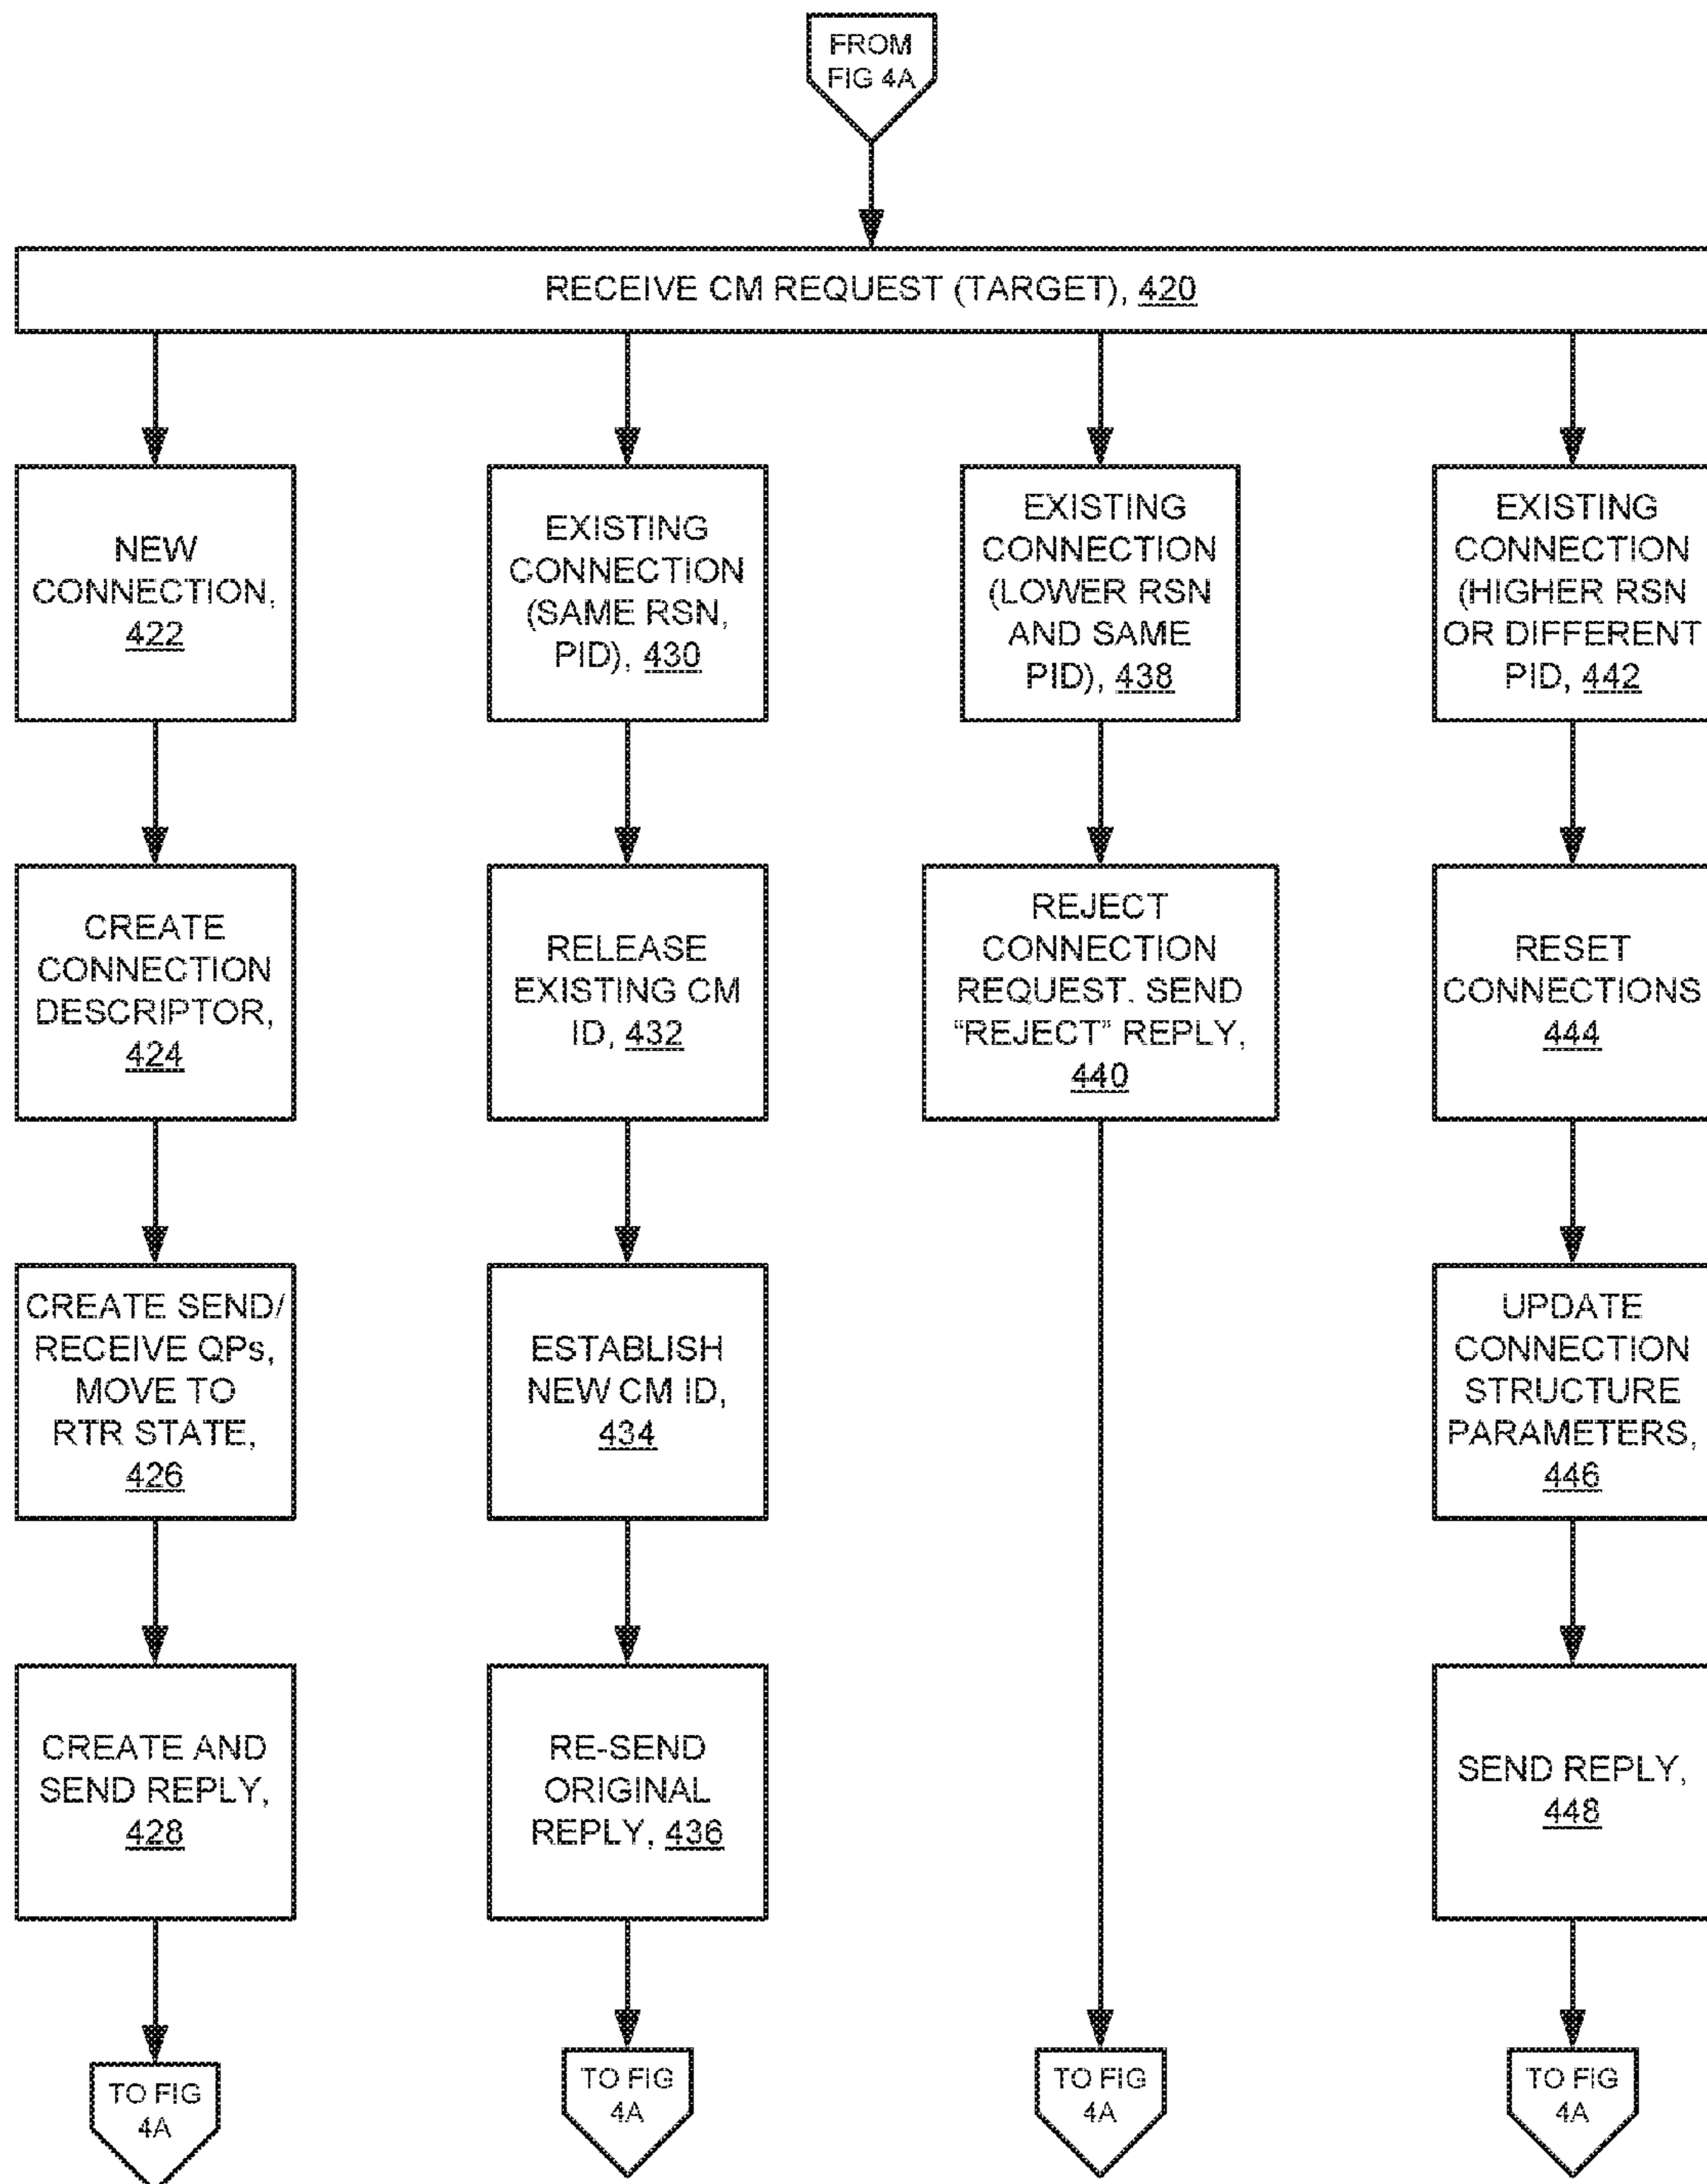 FROM
FIG 4A
RECEIVE CM REQUEST (TARGET), 420
NEW
CONNECTION,
422
EXISTING
CONNECTION
(SAME RSN,
PID), 430
EXISTING
CONNECTION
(LOWER RSN
AND SAME
PID), 438
EXISTING
CONNECTION
(HIGHER RSN
OR DIFFERENT
PID, 442
CREATE
CONNECTION
DESCRIPTOR,
424
RELEASE
EXISTING CM
ID, 432
REJECT
CONNECTION
REQUEST. SEND
“REJECT” REPLY,
440
RESET
CONNECTIONS
444
CREATE SEND/
RECEIVE QPs,
MOVE TO
RTR STATE,
426
ESTABLISH
NEW CM ID,
434
UPDATE
CONNECTION
STRUCTURE
PARAMETERS,
446
CREATE AND
SEND REPLY,
428
RE-SEND
ORIGINAL
REPLY, 436
SEND REPLY,
448
TO FIG
4A
TO FIG
4A
TO FIG
4A
TO FIG
4A